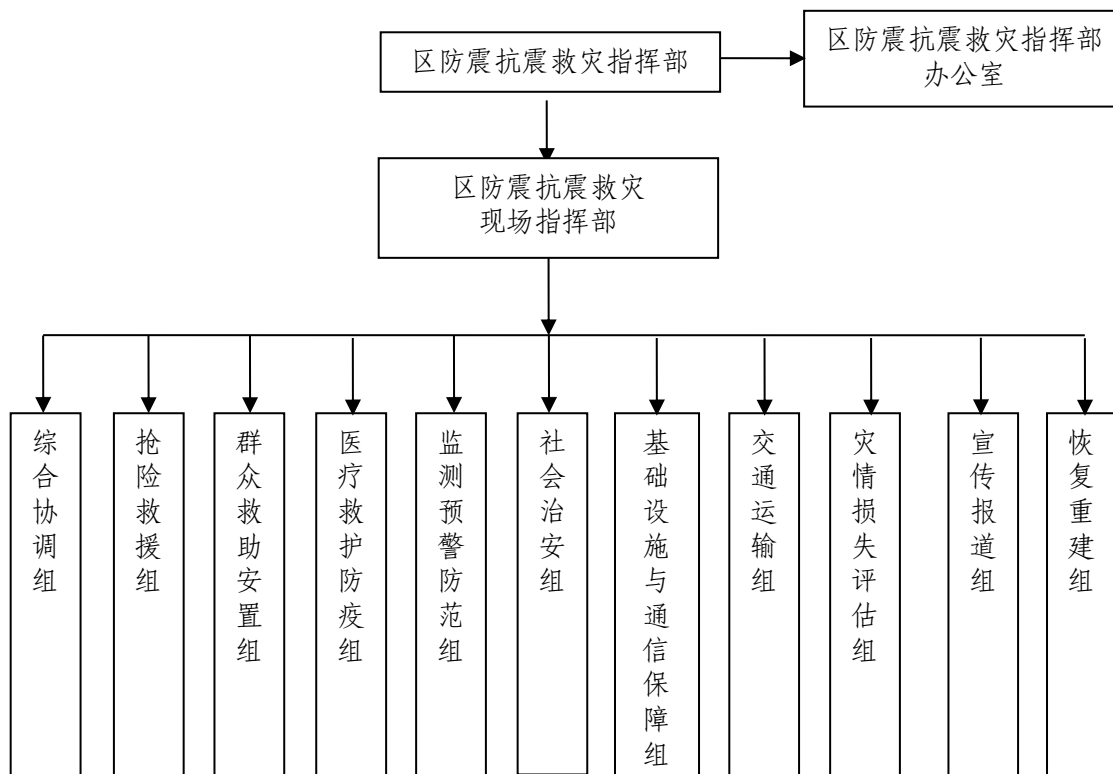 区防震抗震救灾指挥部
区防震抗震救灾指挥部
办公室
区防震抗震救灾
现场指挥部
综合协调组
抢险救援组
群众救助安置组
医疗救护防疫组
监测预警防范组
社会治安组
基础设施与通信保障组
交通运输组
灾情损失评估组
宣传报道组
恢复重建组